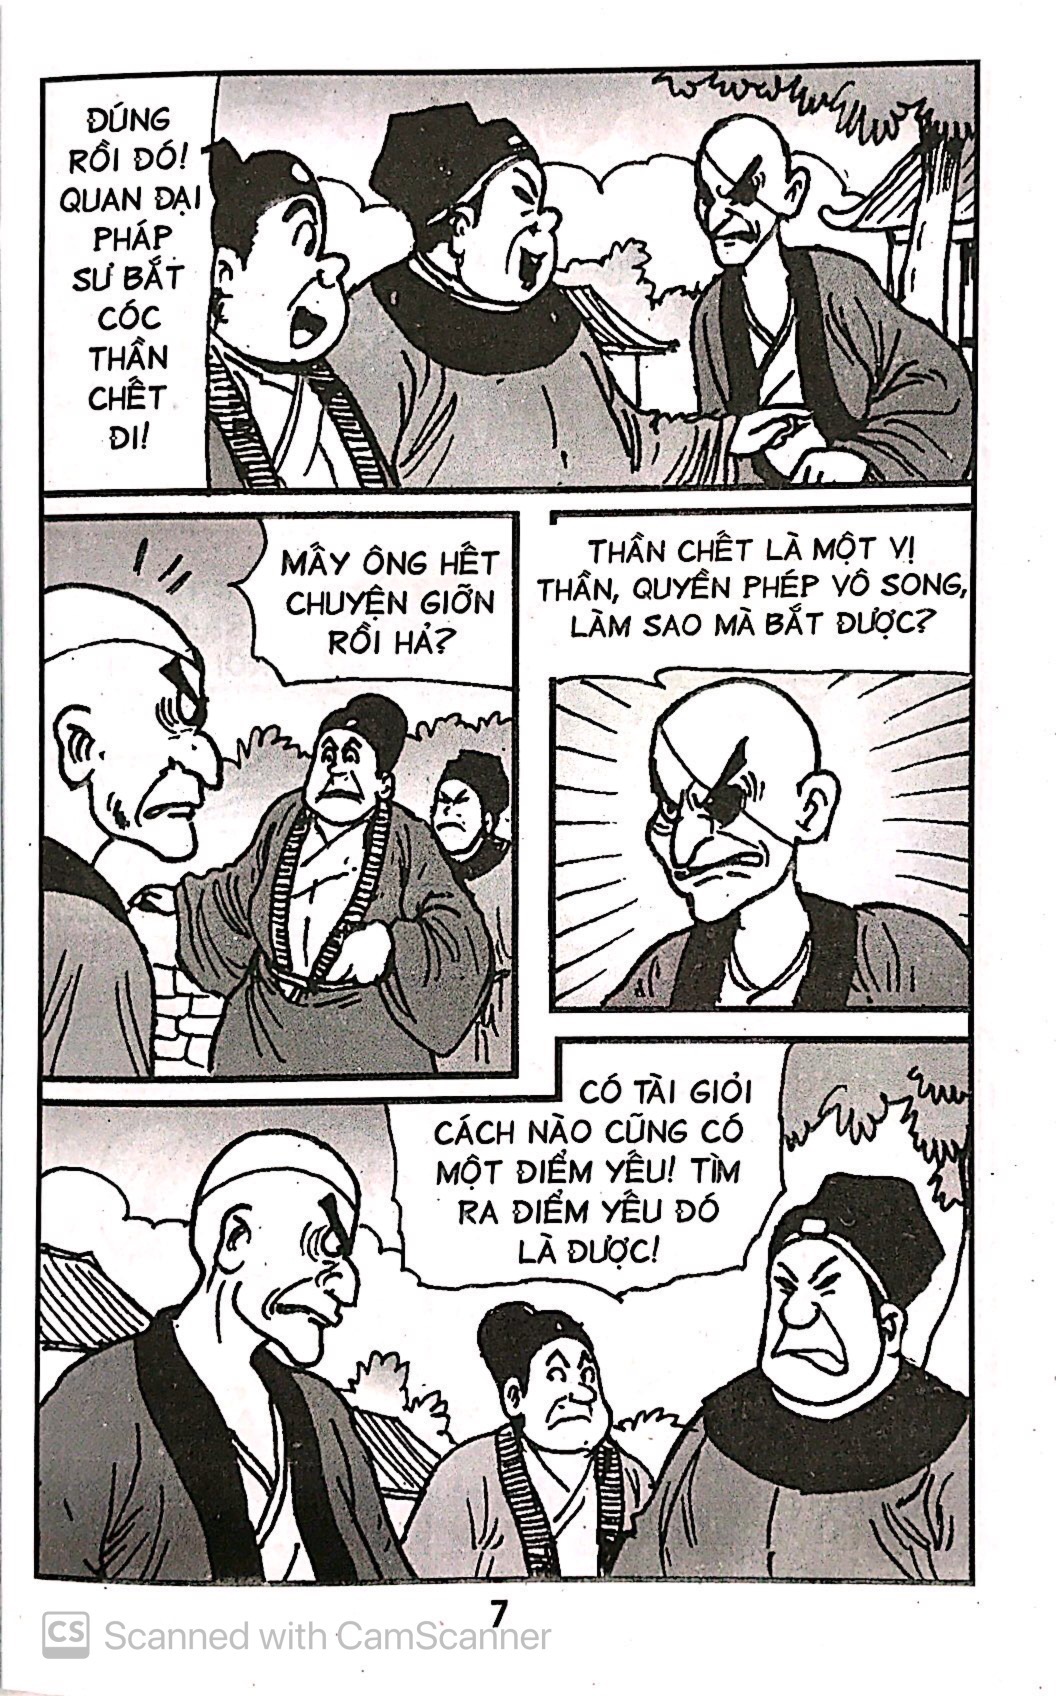 ĐÚNG
RỒI ĐÓ!
QUAN ĐẠI
PHÁP
SƯ BẮT
CÓC
THẦN
CHẾT
ĐI!
MẤY ÔNG HẾT
CHUYỆN GIỠN
RỒI HẢ?
THẦN CHẾT LÀ MỘT VỊ
THẦN, QUYỀN PHÉP VÔ SONG,
LÀM SAO MÀ BẮT ĐƯỢC?
CÓ TÀI GIỎI
CÁCH NÀO CŨNG CÓ
MỘT ĐIỂM YẾU! TÌM
RA ĐIỂM YẾU ĐÓ
LÀ ĐƯỢC!
7
CS Scanned with CamScanner